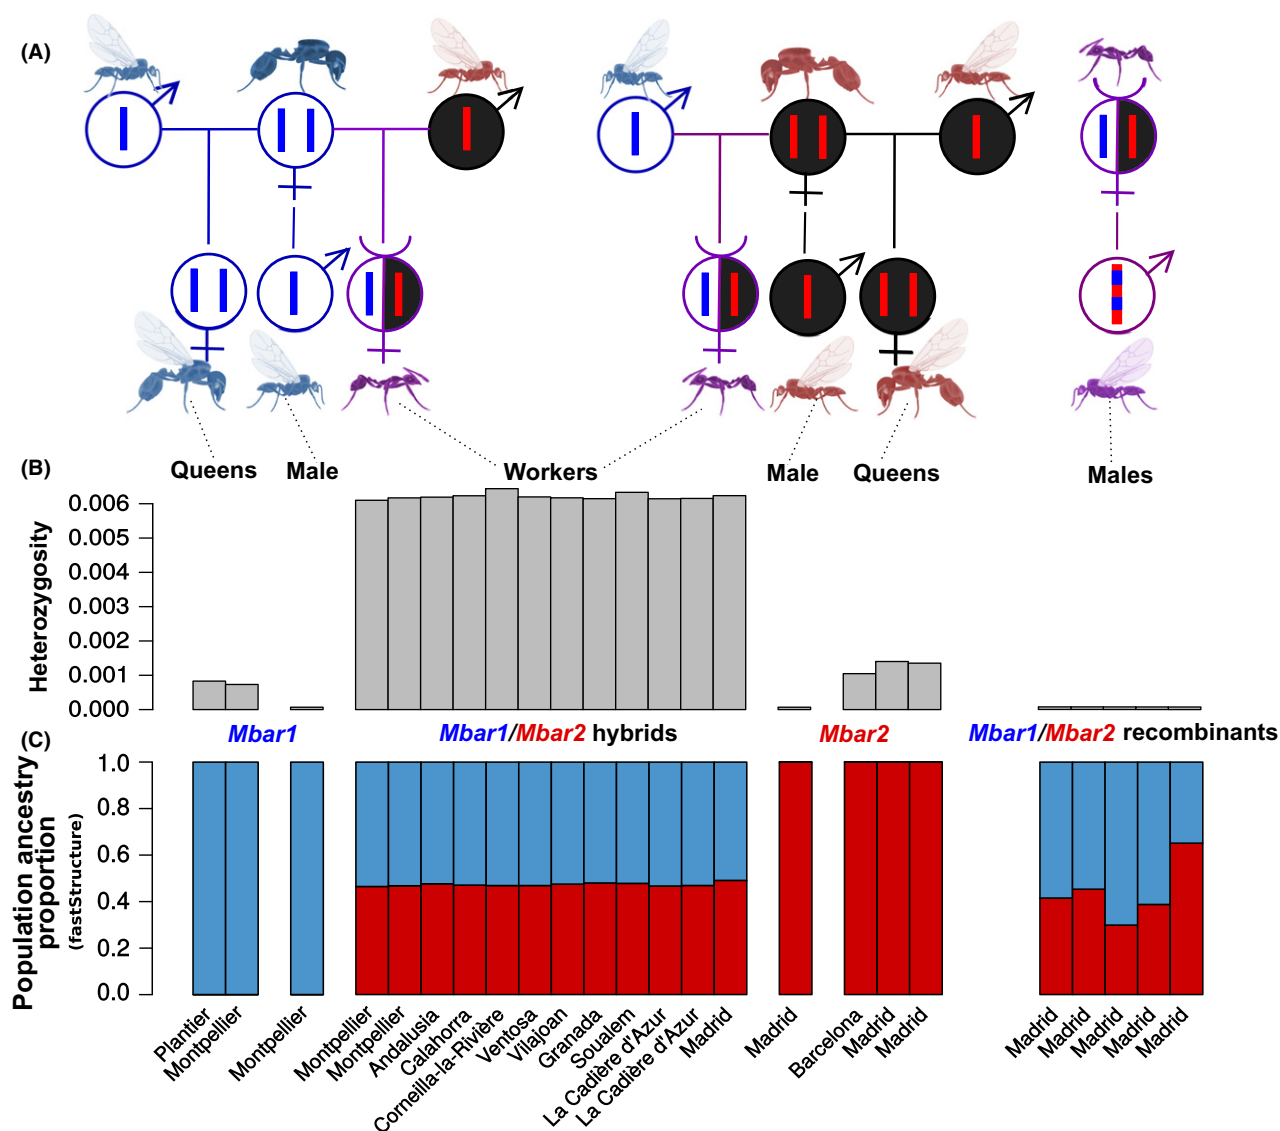 (A)
Queens
Male
Workers
Male
Queens
Males
(B)
Heterozygosity
0.006
0.005
0.004
0.003
0.002
0.001
0.000
Mbar1
Mbar1/Mbar2 hybrids
Mbar2
Mbar1/Mbar2 recombinants
(C)
Population ancestry
proportion
(fastStructure)
1.0
0.8
0.6
0.4
0.2
0.0
Plantier
Montpellier
Montpellier
Montpellier
Montpellier
Andalusia
Calahorra
Corneilla-la-Rivière
Ventosa
Vilajoan
Granada
Soualem
La Cadière d'Azur
La Cadière d'Azur
Madrid
Madrid
Barcelona
Madrid
Madrid
Madrid
Madrid
Madrid
Madrid
Madrid